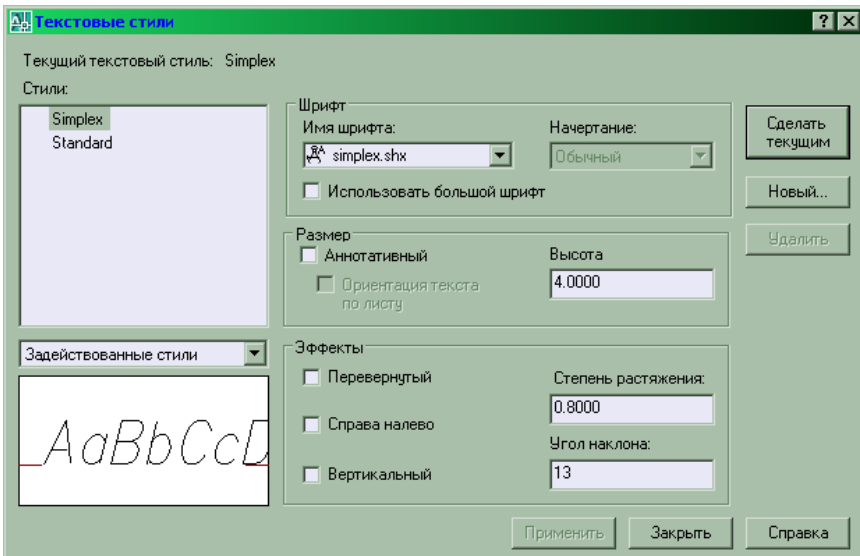 Текстовые стили
Текущий текстовый стиль: Simplex
Стили:
Simplex
Standard
Задействованные стили
AaBbCcD
Шрифт
Имя шрифта:
simplex.shx
Начертание:
Обычный
Использовать большой шрифт
Размер
Аннотативный
Ориентация текста
по листу
Высота
4.0000
Эффекты
Перевернутый
Справа налево
Вертикальный
Степень растяжения:
0.8000
Угол наклона:
13
Сделать
текущим
Новый...
Удалить
Применить
Закрыть
Справка